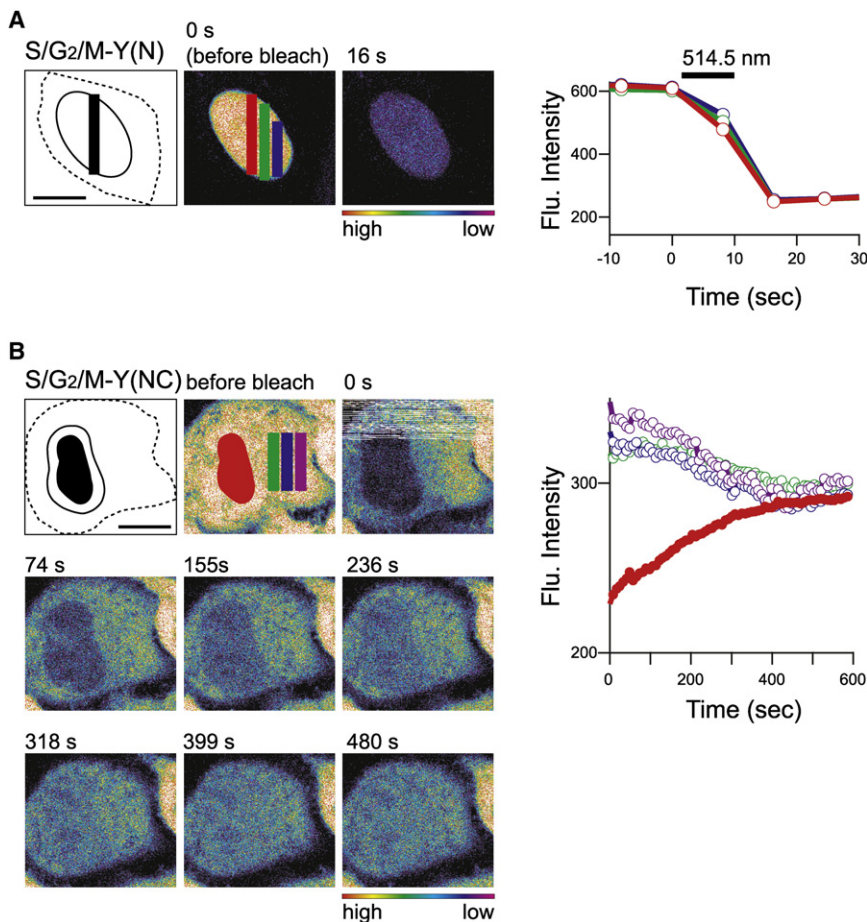 A
S/G2/M-Y(N)
0 s
(before bleach)
16 s
high low
514.5 nm
600
400
200
Flu. Intensity
-10 0 10 20 30
Time (sec)
B
S/G2/M-Y(NC)
before bleach
0 s
74 s
155s
236 s
318 s
399 s
480 s
high low
300
200
Flu. Intensity
0 200 400 600
Time (sec)